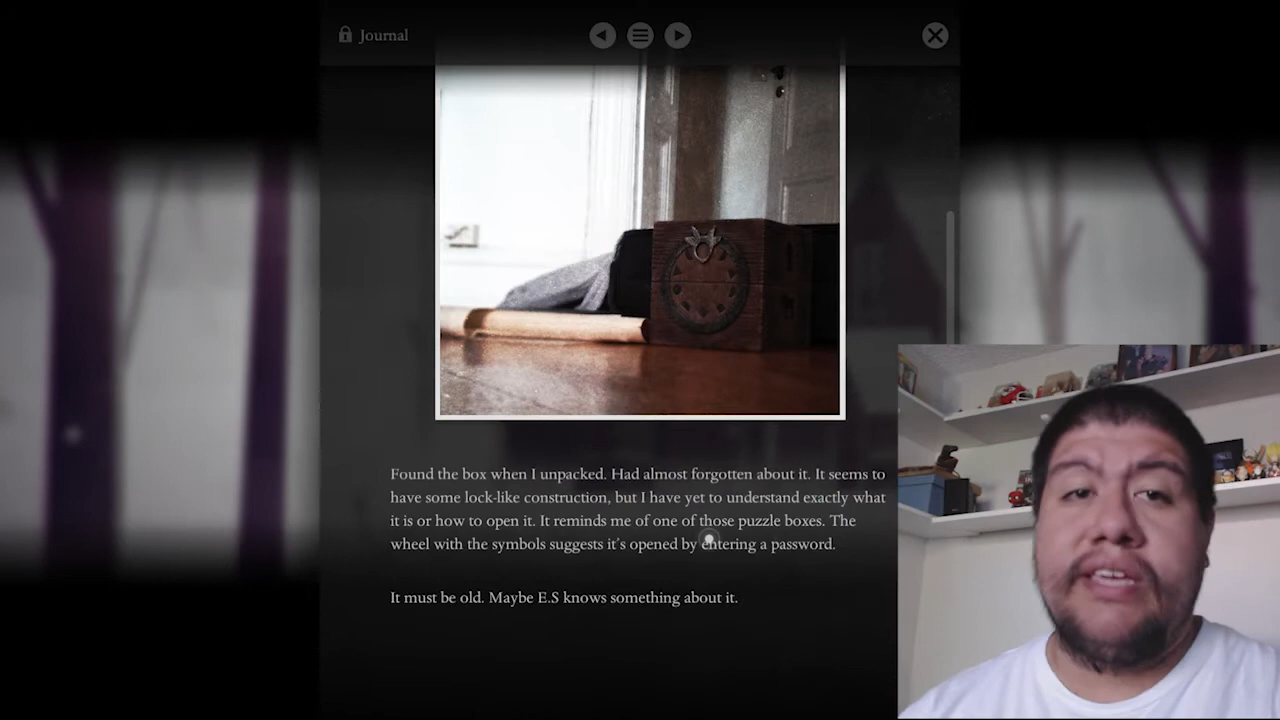 Journal
Found the box when I unpacked. Had almost forgotten about it. It seems to
have some lock-like construction, but I have yet to understand exactly what
it is or how to open it. It reminds me of one of those puzzle boxes. The
wheel with the symbols suggests it's opened by entering a password.
It must be old. Maybe E.S knows something about it.